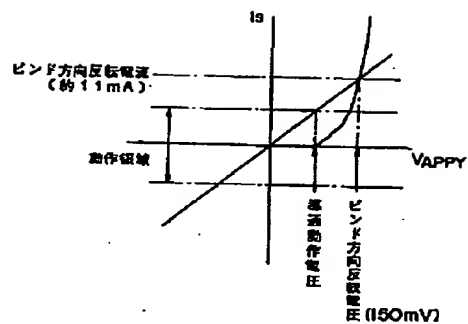 Is
ピンド方向反転電流
(約11mA)
動作領域
VAPPY
最適動作電圧
ピンド方向反転電圧(150mV)